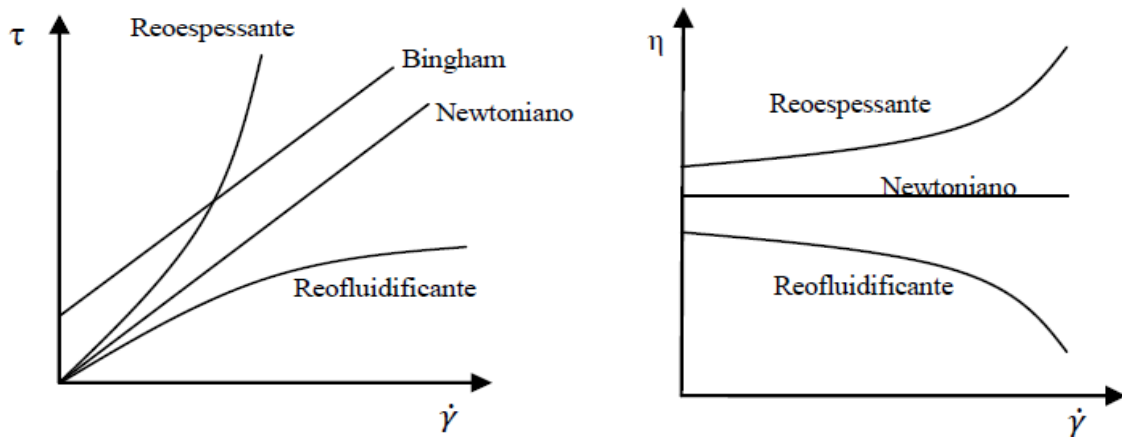 τ
Reoespessante
Bingham
Newtoniano
Reofluidificante
γ̇
η
Reoespessante
Newtoniano
Reofluidificante
γ̇